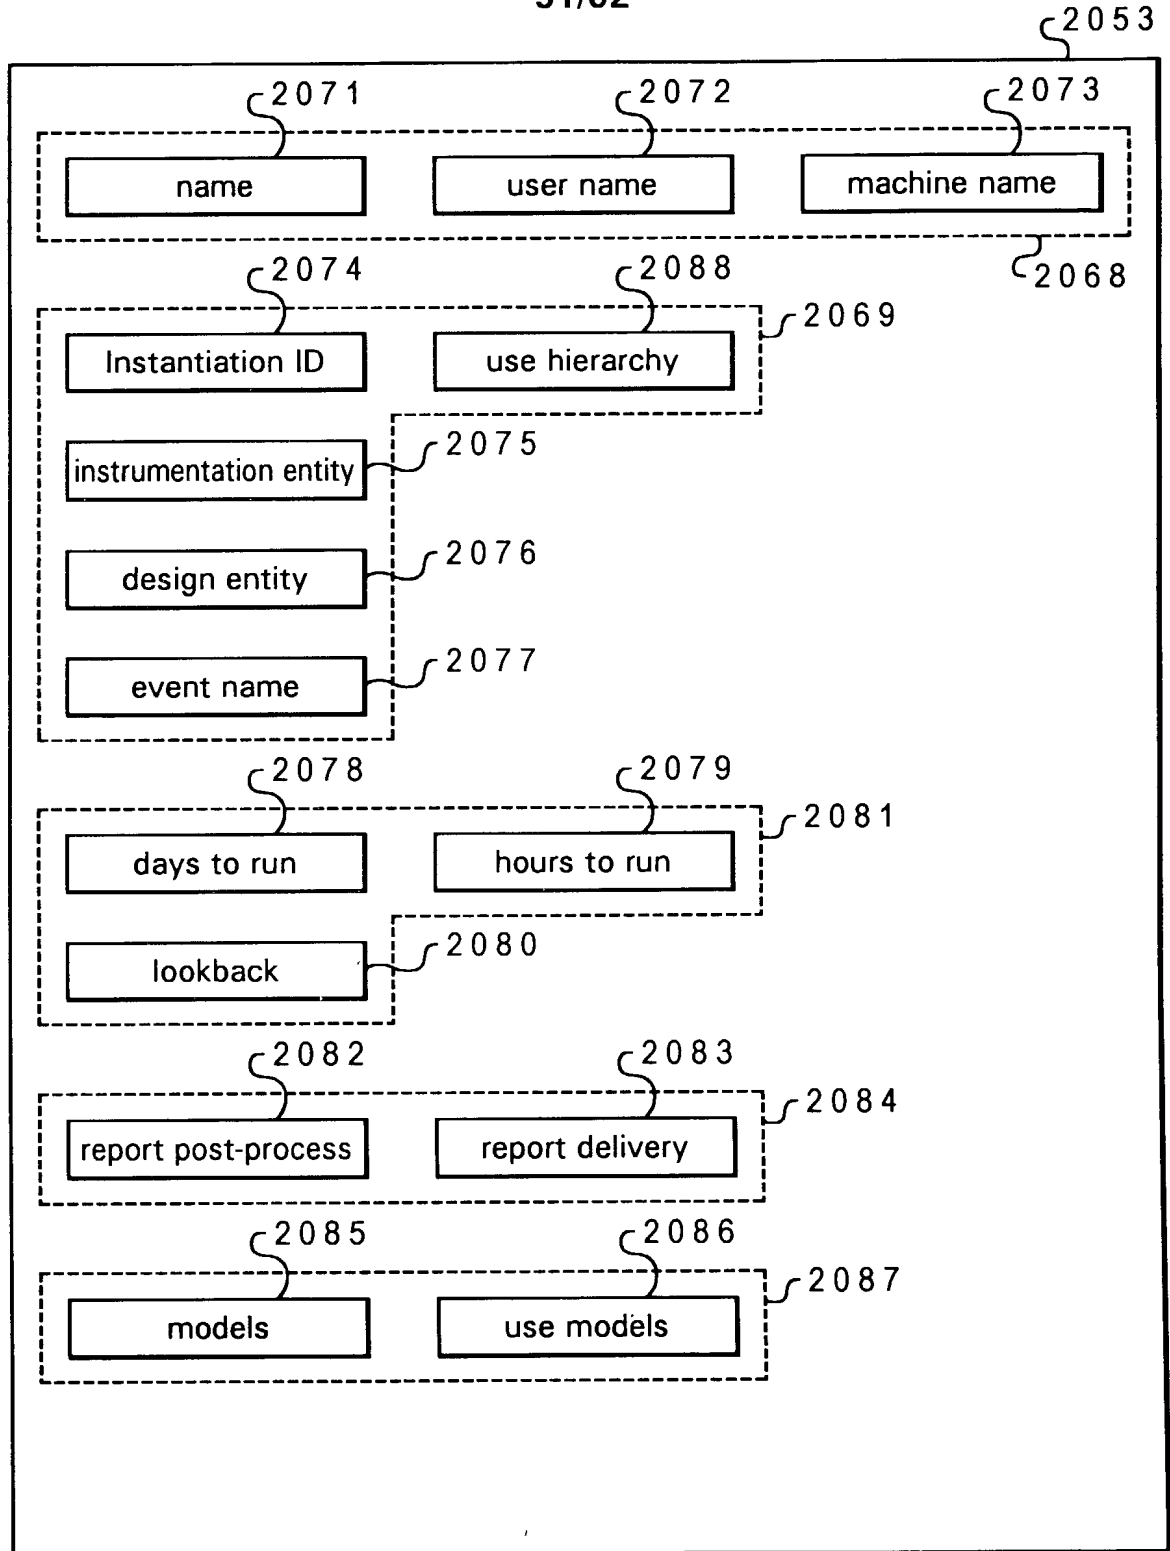 2053
2071 2072 2073
name user name machine name
2068
2074 2088
2069
Instantiation ID use hierarchy
2075
instrumentation entity
2076
design entity
2077
event name
2078 2079
2081
days to run hours to run
2080
lookback
2082 2083
2084
report post-process report delivery
2085 2086
2087
models use models